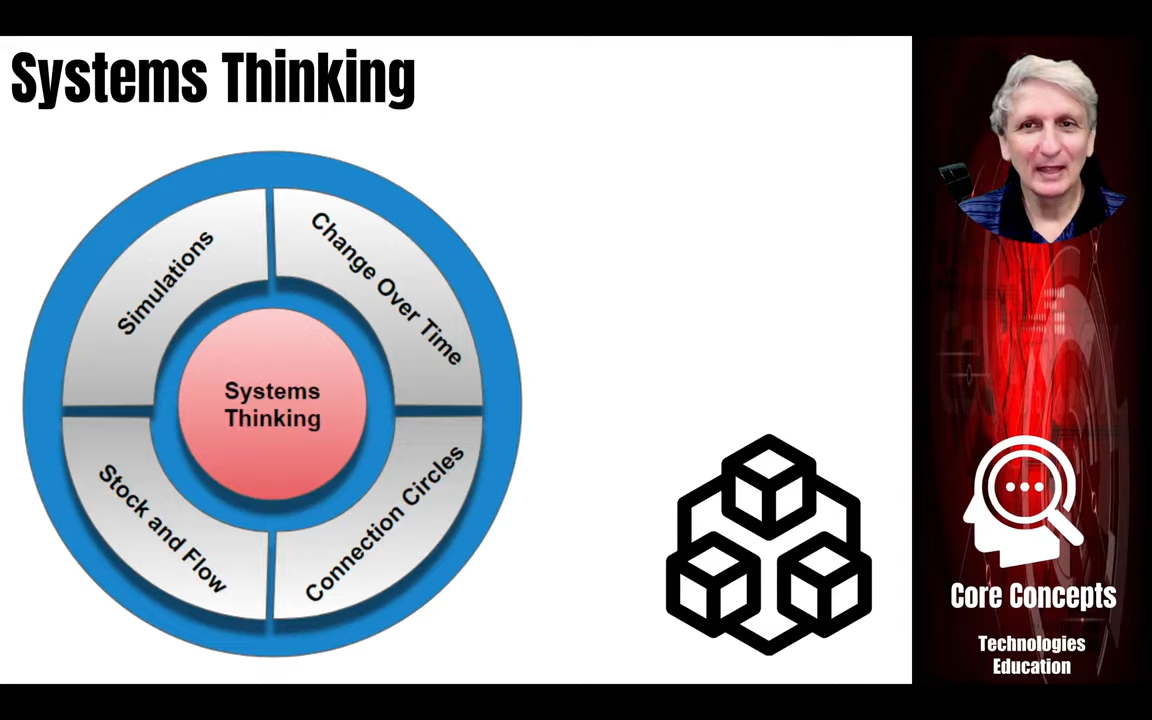 Systems Thinking
Simulations
Change Over Time
Systems
Thinking
Stock and Flow
Connection Circles
Core Concepts
Technologies
Education